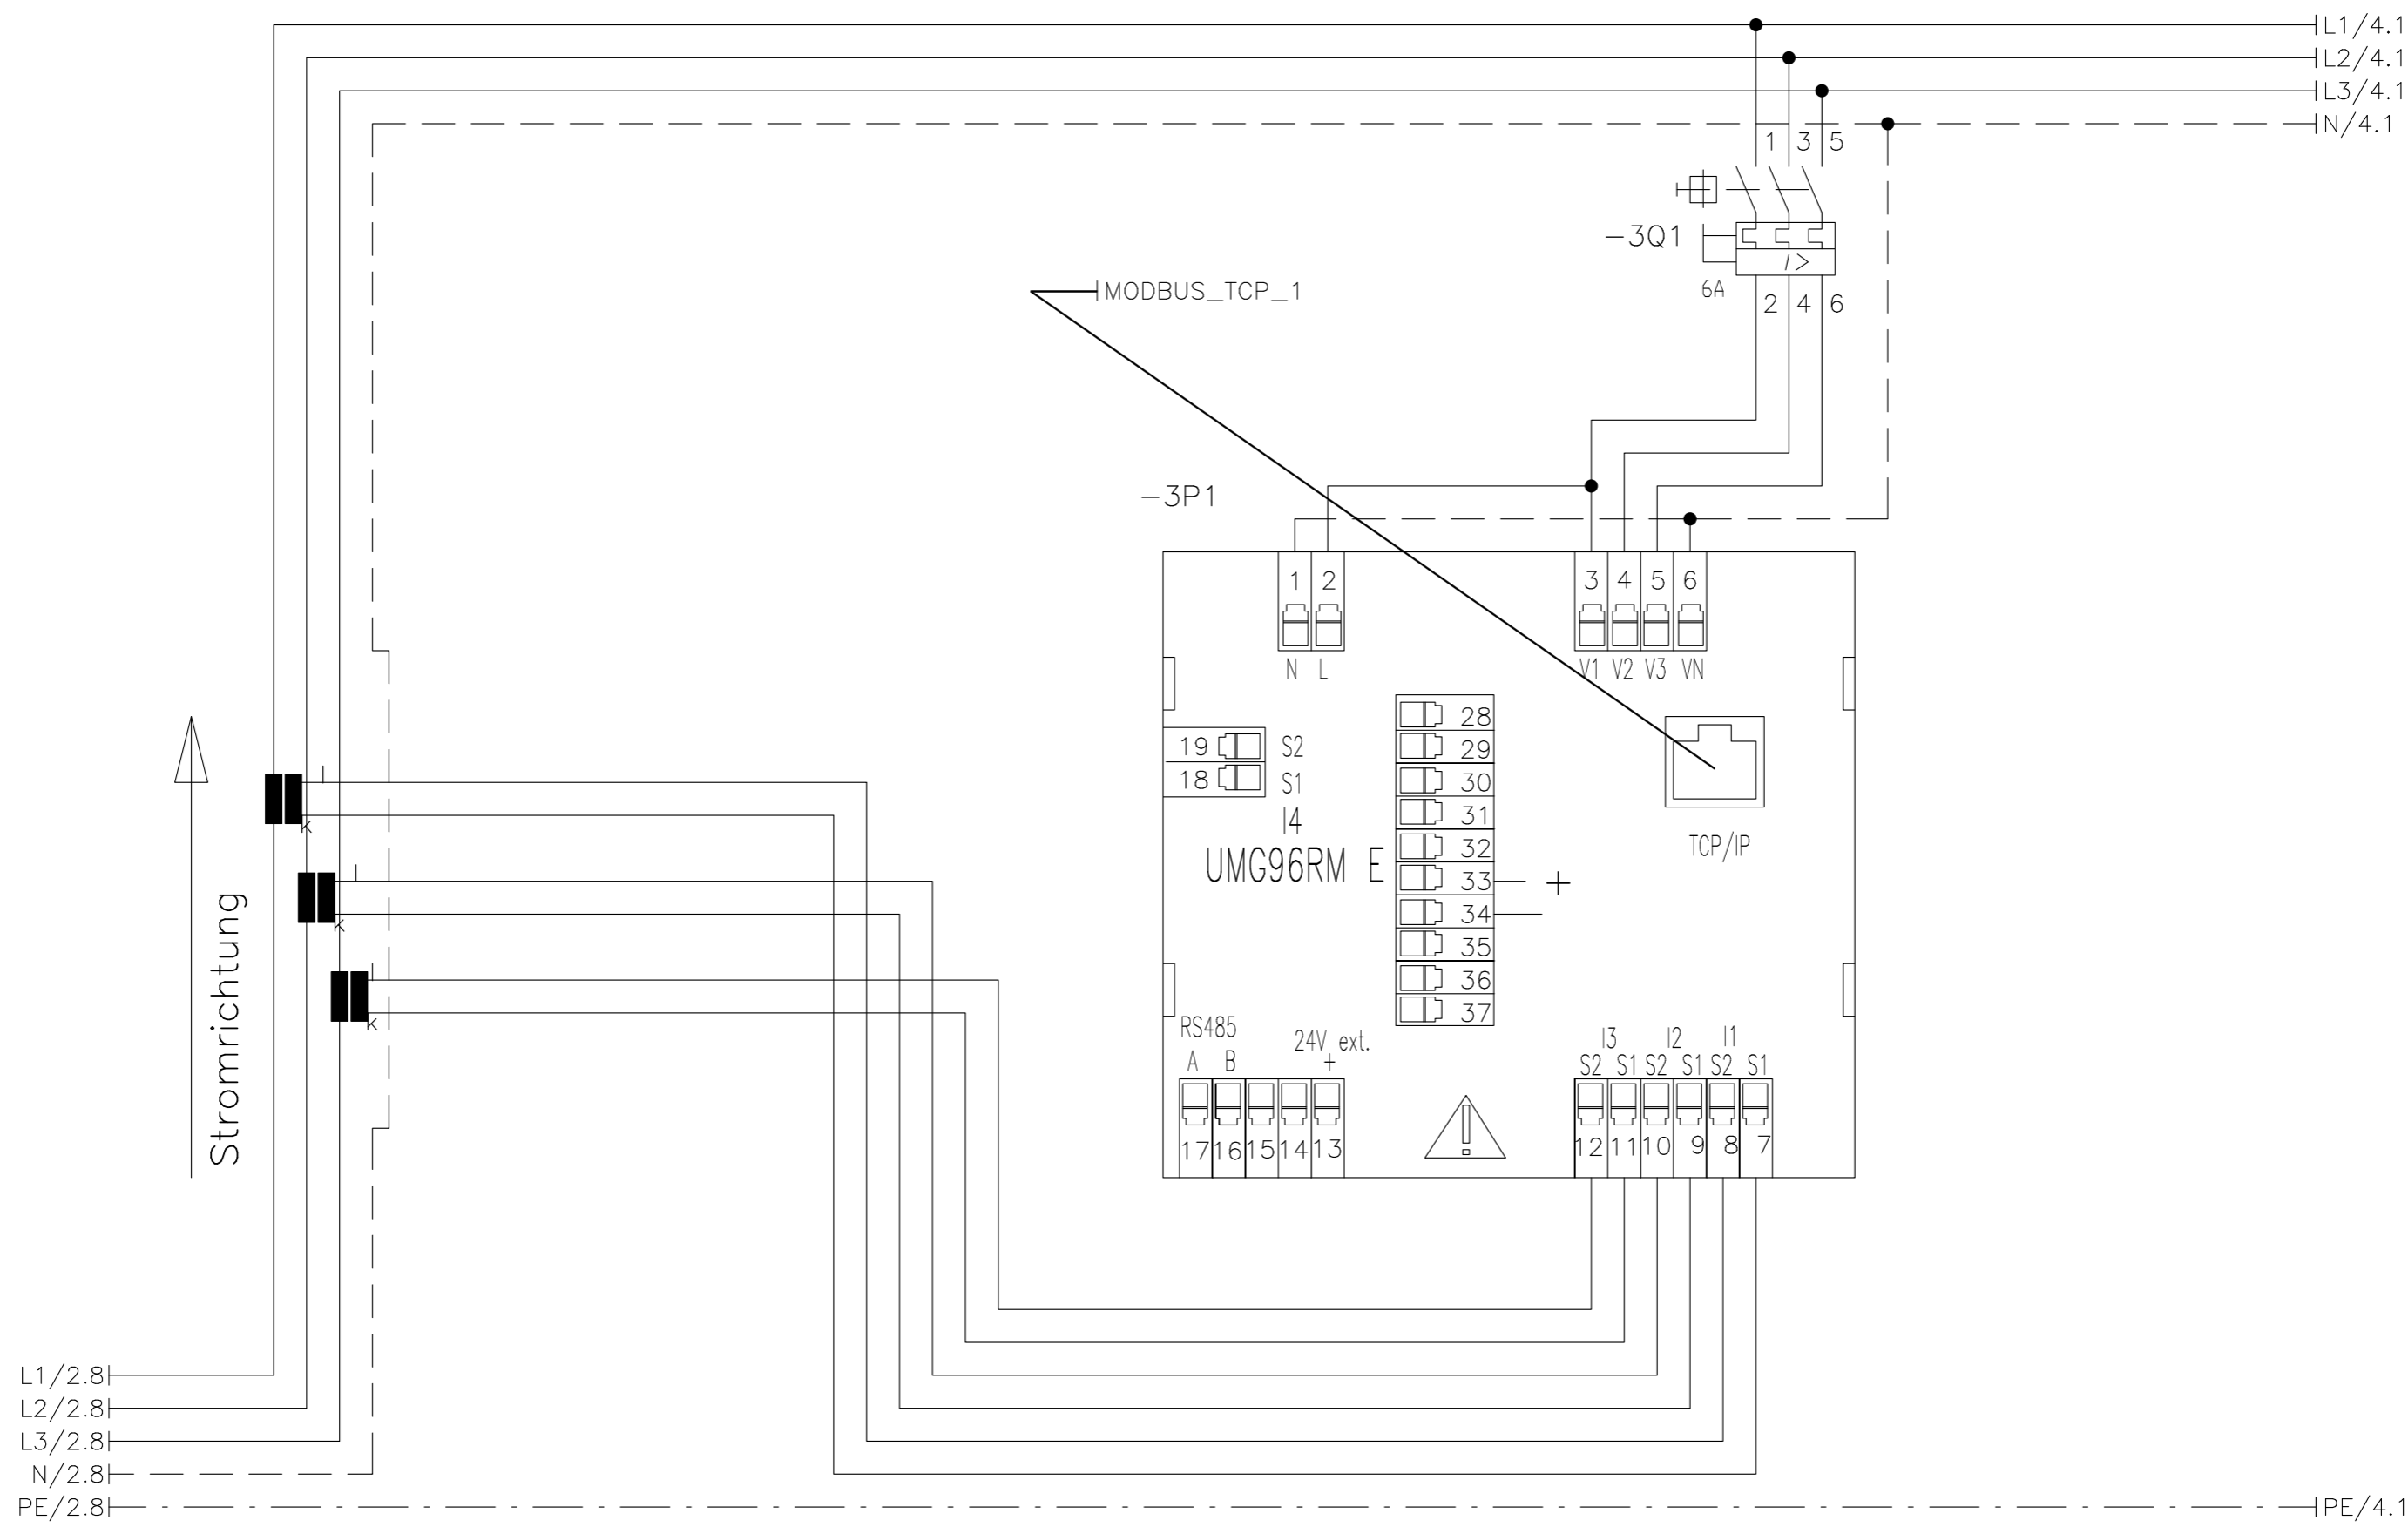 L1/4.1
L2/4.1
L3/4.1
N/4.1
1 3 5
-3Q1
I>
6A
2 4 6
MODBUS_TCP_1
-3P1
1 2 3 4 5 6
N L V1 V2 V3 VN
28
19 S2 29
18 S1 30
I4 31
UMG96RM E 32
TCP/IP
33 +
34
35
36
37
l
k
l
k
l
k
Stromrichtung
RS485 24V ext.
A B +
I3 I2 I1
S2 S1 S2 S1 S2 S1
17 16 15 14 13 12 11 10 9 8 7
L1/2.8
L2/2.8
L3/2.8
N/2.8
PE/2.8 PE/4.1